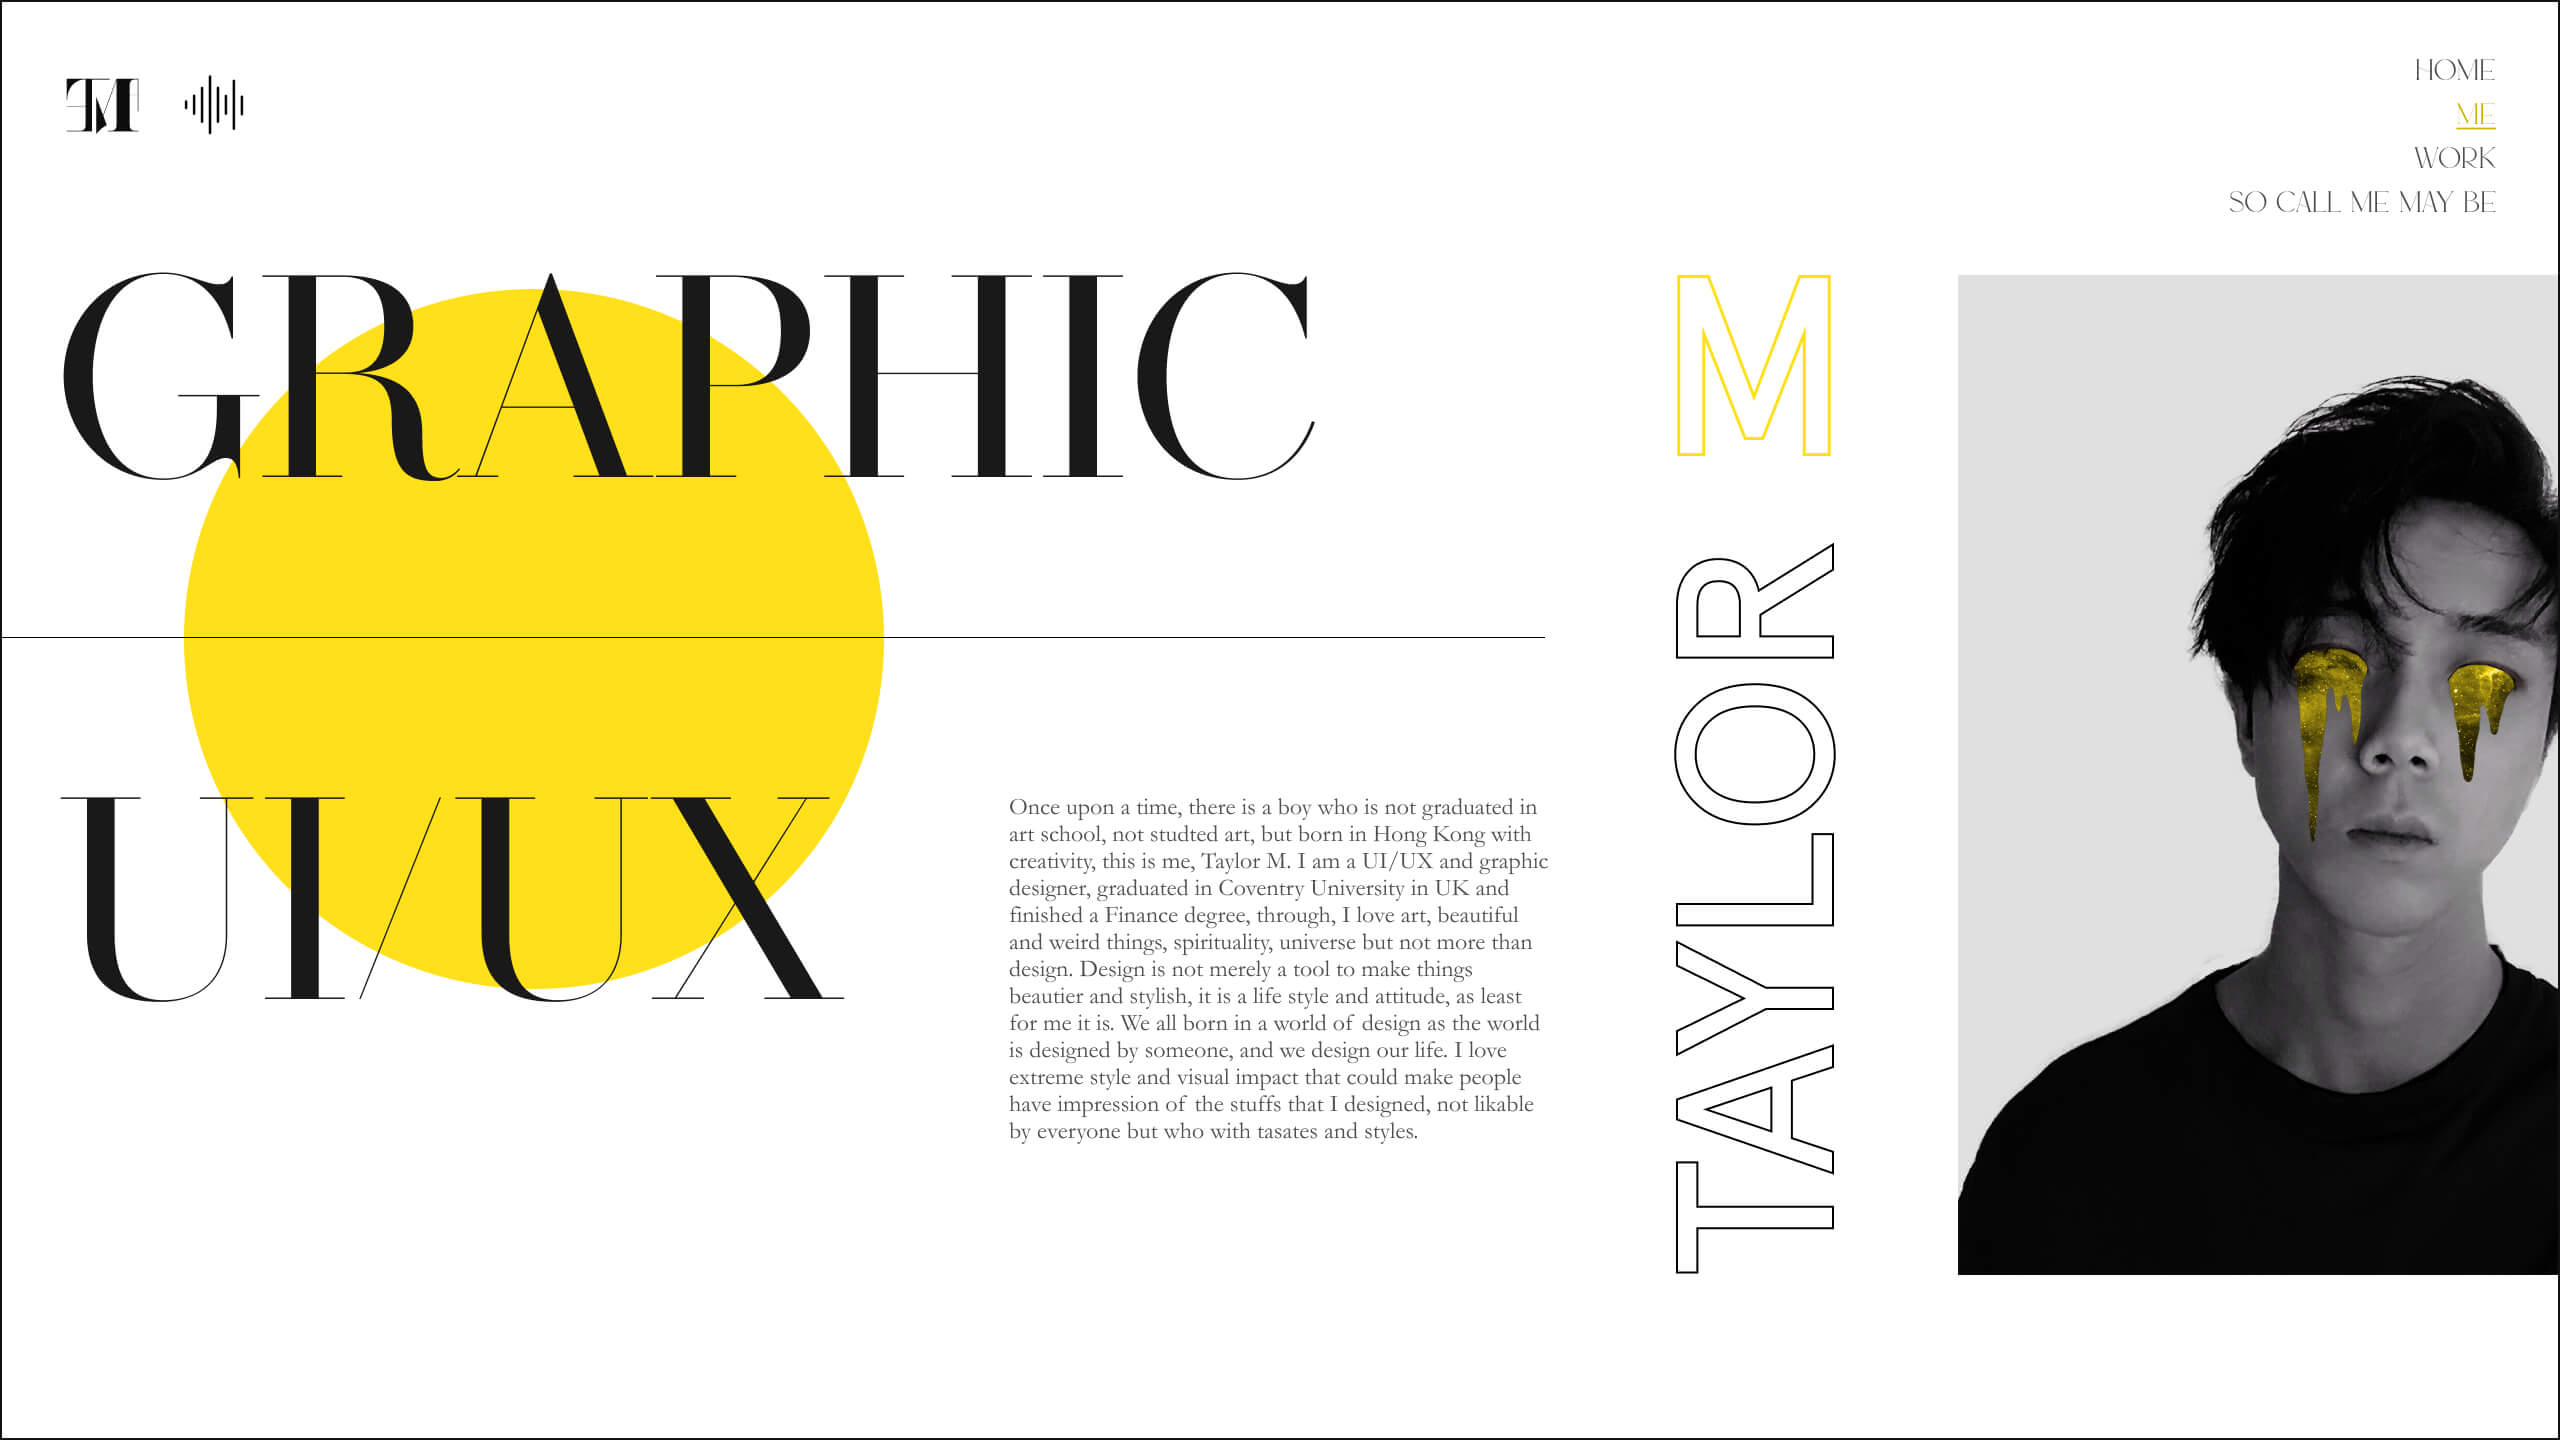 TM
HOME
ME
WORK
SO CALL ME MAY BE
GRAPHIC
UI/UX
Once upon a time, there is a boy who is not graduated in
art school, not studted art, but born in Hong Kong with
creativity, this is me, Taylor M. I am a UI/UX and graphic
designer, graduated in Coventry University in UK and
finished a Finance degree, through, I love art, beautiful
and weird things, spirituality, universe but not more than
design. Design is not merely a tool to make things
beautier and stylish, it is a life style and attitude, as least
for me it is. We all born in a world of design as the world
is designed by someone, and we design our life. I love
extreme style and visual impact that could make people
have impression of the stuffs that I designed, not likable
by everyone but who with tasates and styles.
TAYLOR M